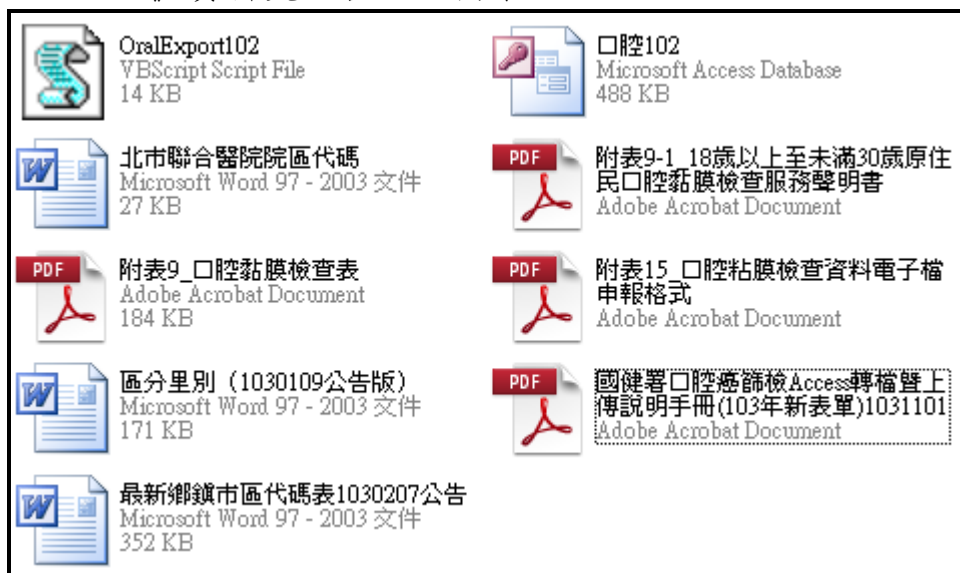 OralExport102
VBScript Script File
14 KB
口腔102
Microsoft Access Database
488 KB
北市聯合醫院院區代碼
Microsoft Word 97 - 2003 文件
27 KB
附表9-1_18歲以上至未滿30歲原住
民口腔黏膜檢查服務聲明書
Adobe Acrobat Document
附表9_口腔黏膜檢查表
Adobe Acrobat Document
184 KB
附表15_口腔粘膜檢查資料電子檔
申報格式
Adobe Acrobat Document
區分里別（1030109公告版）
Microsoft Word 97 - 2003 文件
171 KB
國健署口腔癌篩檢Access轉檔暨上
傳說明手冊(103年新表單)1031101
Adobe Acrobat Document
最新鄉鎮市區代碼表1030207公告
Microsoft Word 97 - 2003 文件
352 KB
PDF
PDF
PDF
PDF